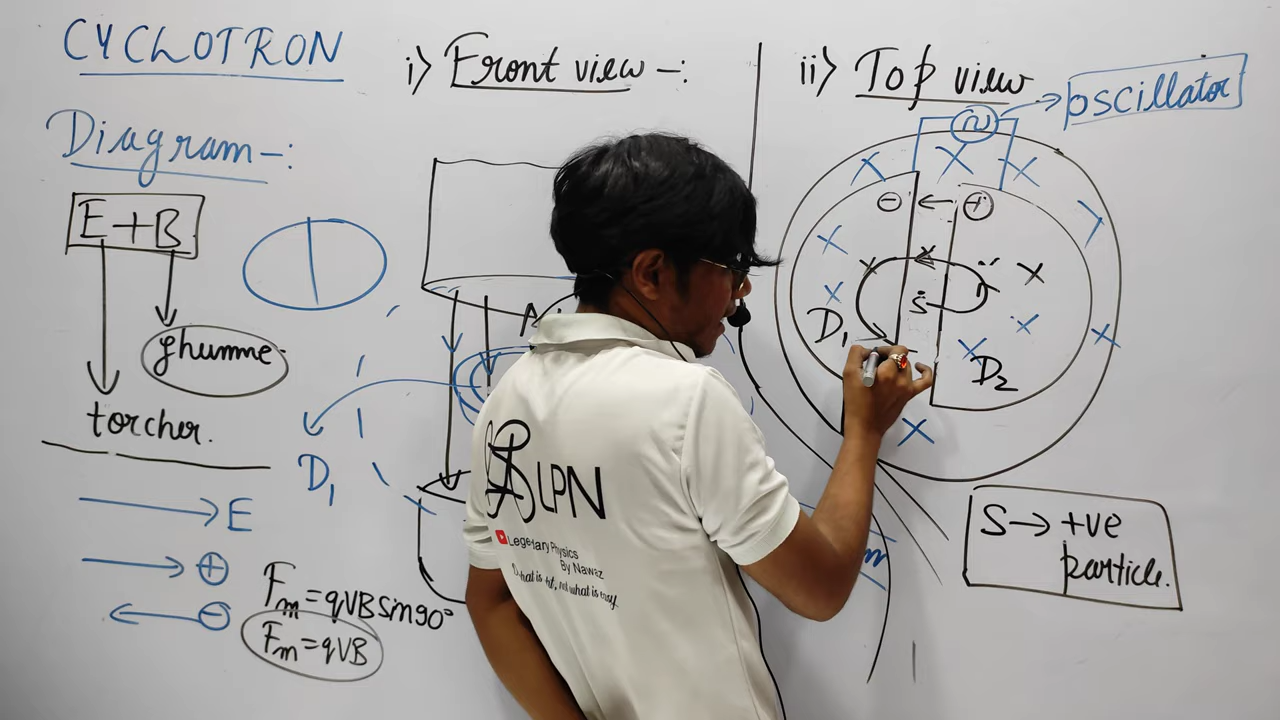 CYCLOTRON
Diagram-:
E+B
ghumme
torcher.
→ E
→ ⊕
← ⊖
Fm=qVBsin90°
Fm=qVB
i) Front view -:
D1
ii) Top view
oscillator
~
X X X
⊖ ← ⊕
X X
X S X
D1 X X
X D2
X
S→ +ve
particle.
LPN
Legendary Physics
By Nawaz